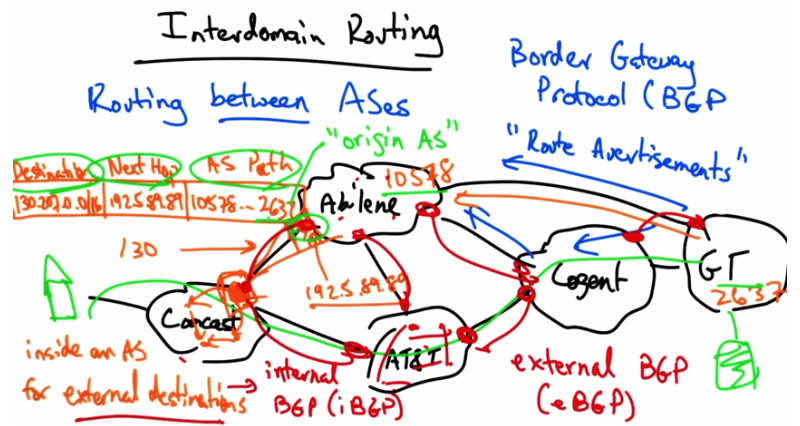 Interdomain Routing
Routing between ASes
Border Gateway
Protocol (BGP
"Route Avertisements"
"origin AS"
Destination Next Hop AS Path
130.207.0.0/16 192.5.89.89 10578...2637
10578
Abilene
130
192.5.89.89
Cogent
GT
2637
Comcast
AT&T
inside an AS
for external destinations
internal
BGP (iBGP)
external BGP
(eBGP)